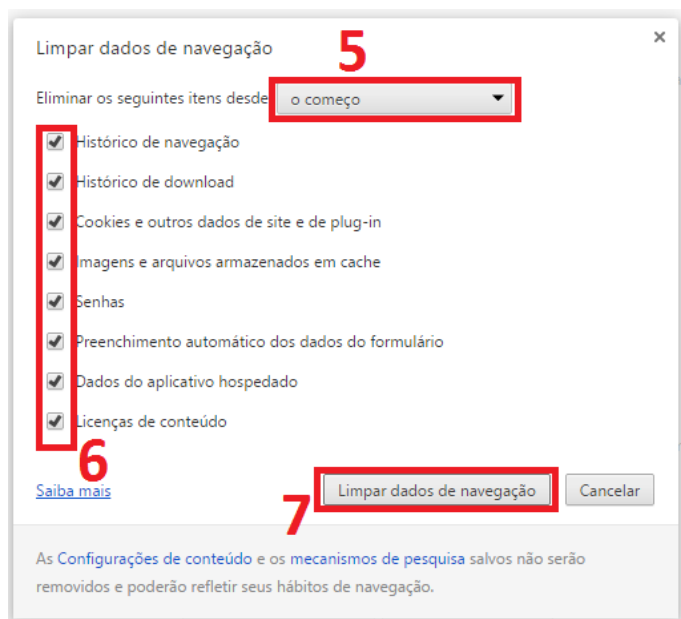 Limpar dados de navegação
×
5
Eliminar os seguintes itens desde o começo
Histórico de navegação
Histórico de download
Cookies e outros dados de site e de plug-in
Imagens e arquivos armazenados em cache
Senhas
Preenchimento automático dos dados do formulário
Dados do aplicativo hospedado
Licenças de conteúdo
6
Saiba mais
7
Limpar dados de navegação
Cancelar
As Configurações de conteúdo e os mecanismos de pesquisa salvos não serão
removidos e poderão refletir seus hábitos de navegação.